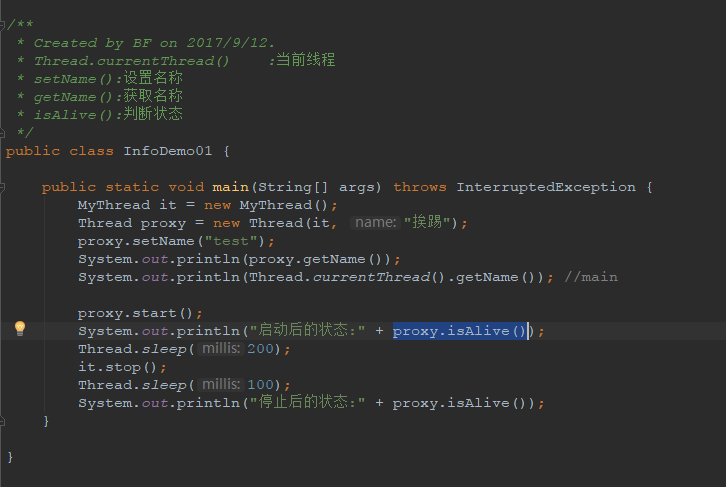 /**
* Created by BF on 2017/9/12.
* Thread.currentThread()    :当前线程
* setName():设置名称
* getName():获取名称
* isAlive():判断状态
*/
public class InfoDemo01 {
public static void main(String[] args) throws InterruptedException {
MyThread it = new MyThread();
Thread proxy = new Thread(it, name: "挨踢");
proxy.setName("test");
System.out.println(proxy.getName());
System.out.println(Thread.currentThread().getName()); //main
proxy.start();
System.out.println("启动后的状态:" + proxy.isAlive());
Thread.sleep( millis: 200);
it.stop();
Thread.sleep( millis: 100);
System.out.println("停止后的状态:" + proxy.isAlive());
}
}